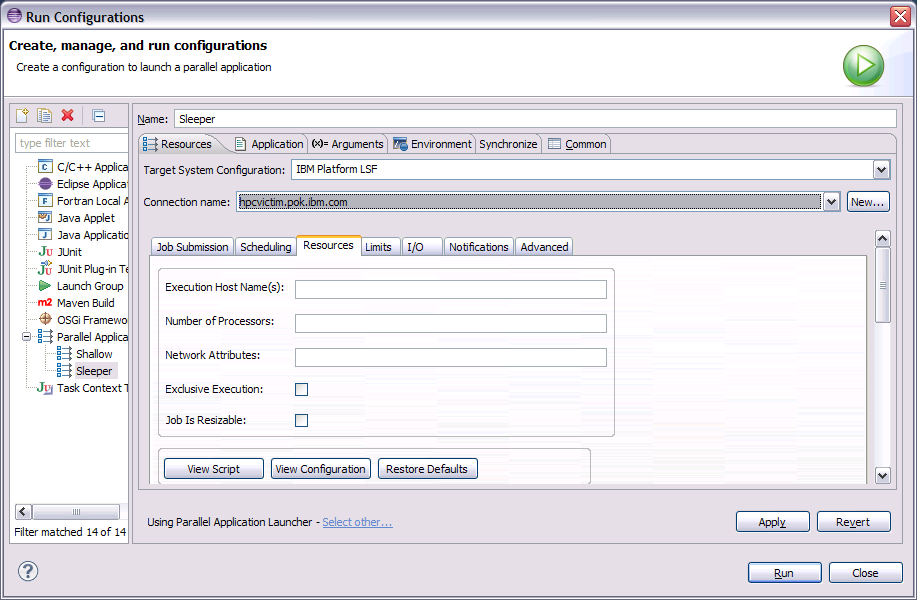 Run Configurations
Create, manage, and run configurations
Create a configuration to launch a parallel application
Name: Sleeper
type filter text
Resources Application (x)= Arguments Environment Synchronize Common
C/C++ Applica
Eclipse Applicat
Fortran Local A
Java Applet
Java Applicatio
JUnit
JUnit Plug-in Te
Launch Group
m2 Maven Build
OSGi Framewo
Parallel Applica
Shallow
Sleeper
Task Context T
Filter matched 14 of 14
Target System Configuration: IBM Platform LSF
Connection name: hpcvictim.pok.ibm.com New...
Job Submission Scheduling Resources Limits I/O Notifications Advanced
Execution Host Name(s):
Number of Processors:
Network Attributes:
Exclusive Execution:
Job Is Resizable:
View Script View Configuration Restore Defaults
Using Parallel Application Launcher - Select other...
Apply Revert
? Run Close